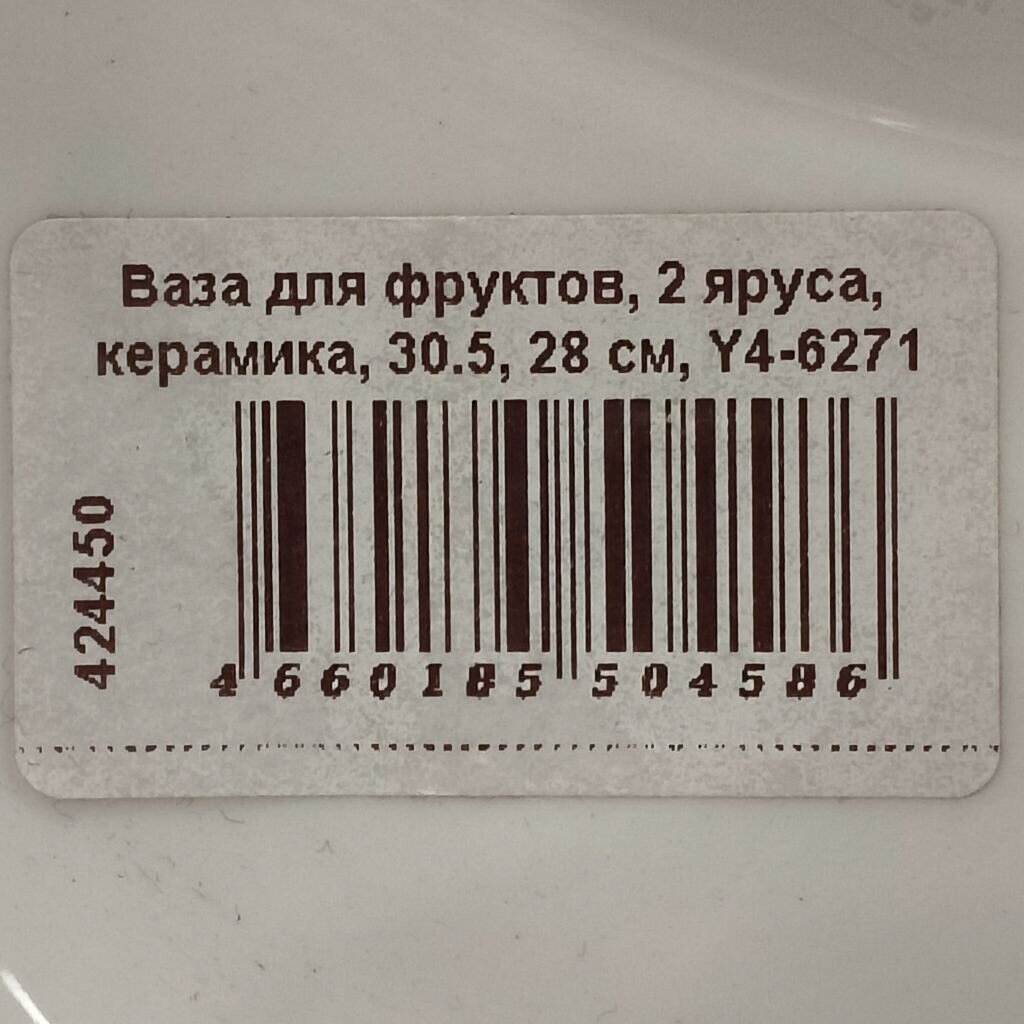 Ваза для фруктов, 2 яруса,
керамика, 30.5, 28 см, Y4-6271
424450
4 660185 504586